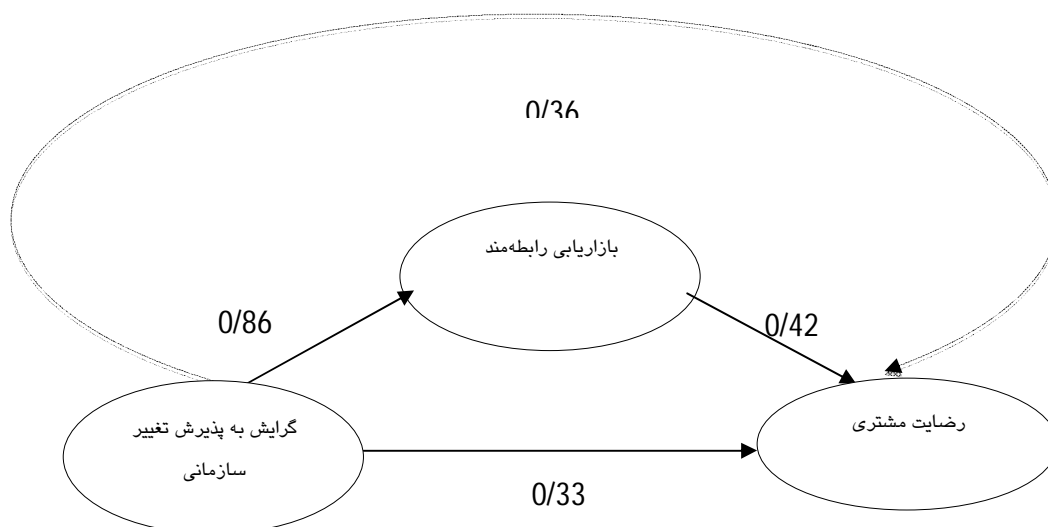 0/36
بازاریابی رابطه‌مند
0/86
0/42
گرایش به پذیرش تغییر
سازمانی
رضایت مشتری
0/33